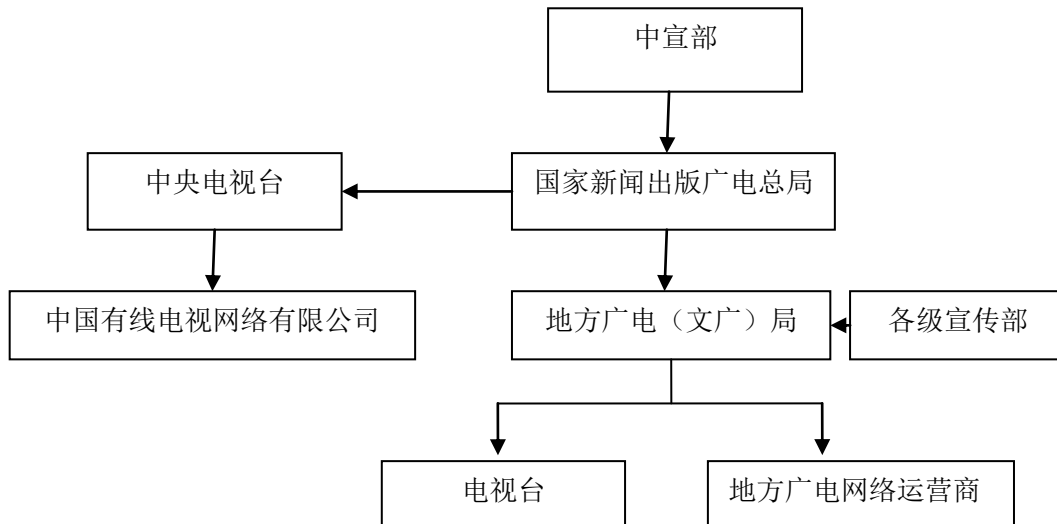 中宣部
中央电视台
国家新闻出版广电总局
中国有线电视网络有限公司
地方广电（文广）局
各级宣传部
电视台
地方广电网络运营商